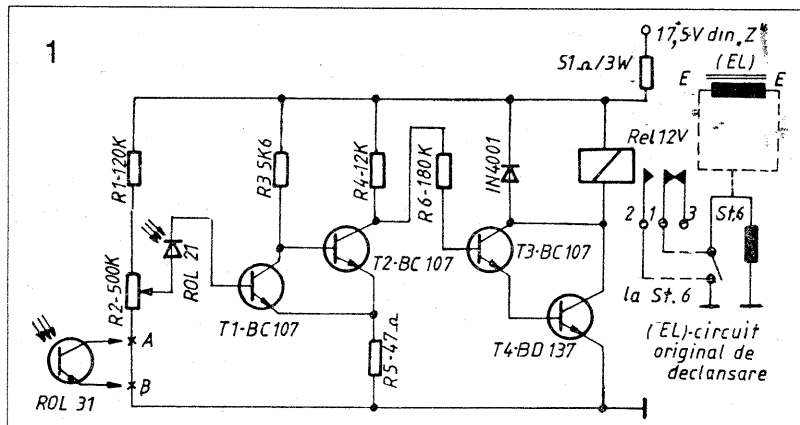 1
17,5V din „Z"
(EL)
51Ω/3W
E
E
R1-120K
R3 5K6
R4-12K
R6-180K
IN4001
Rel 12V
2
1
3
St.6
ROL 21
R2-500K
T1-BC107
T2-BC 107
T3-BC107
T4-BD 137
R5-47Ω
la St. 6
A
B
ROL 31
(EL)-circuit
original de
declansare